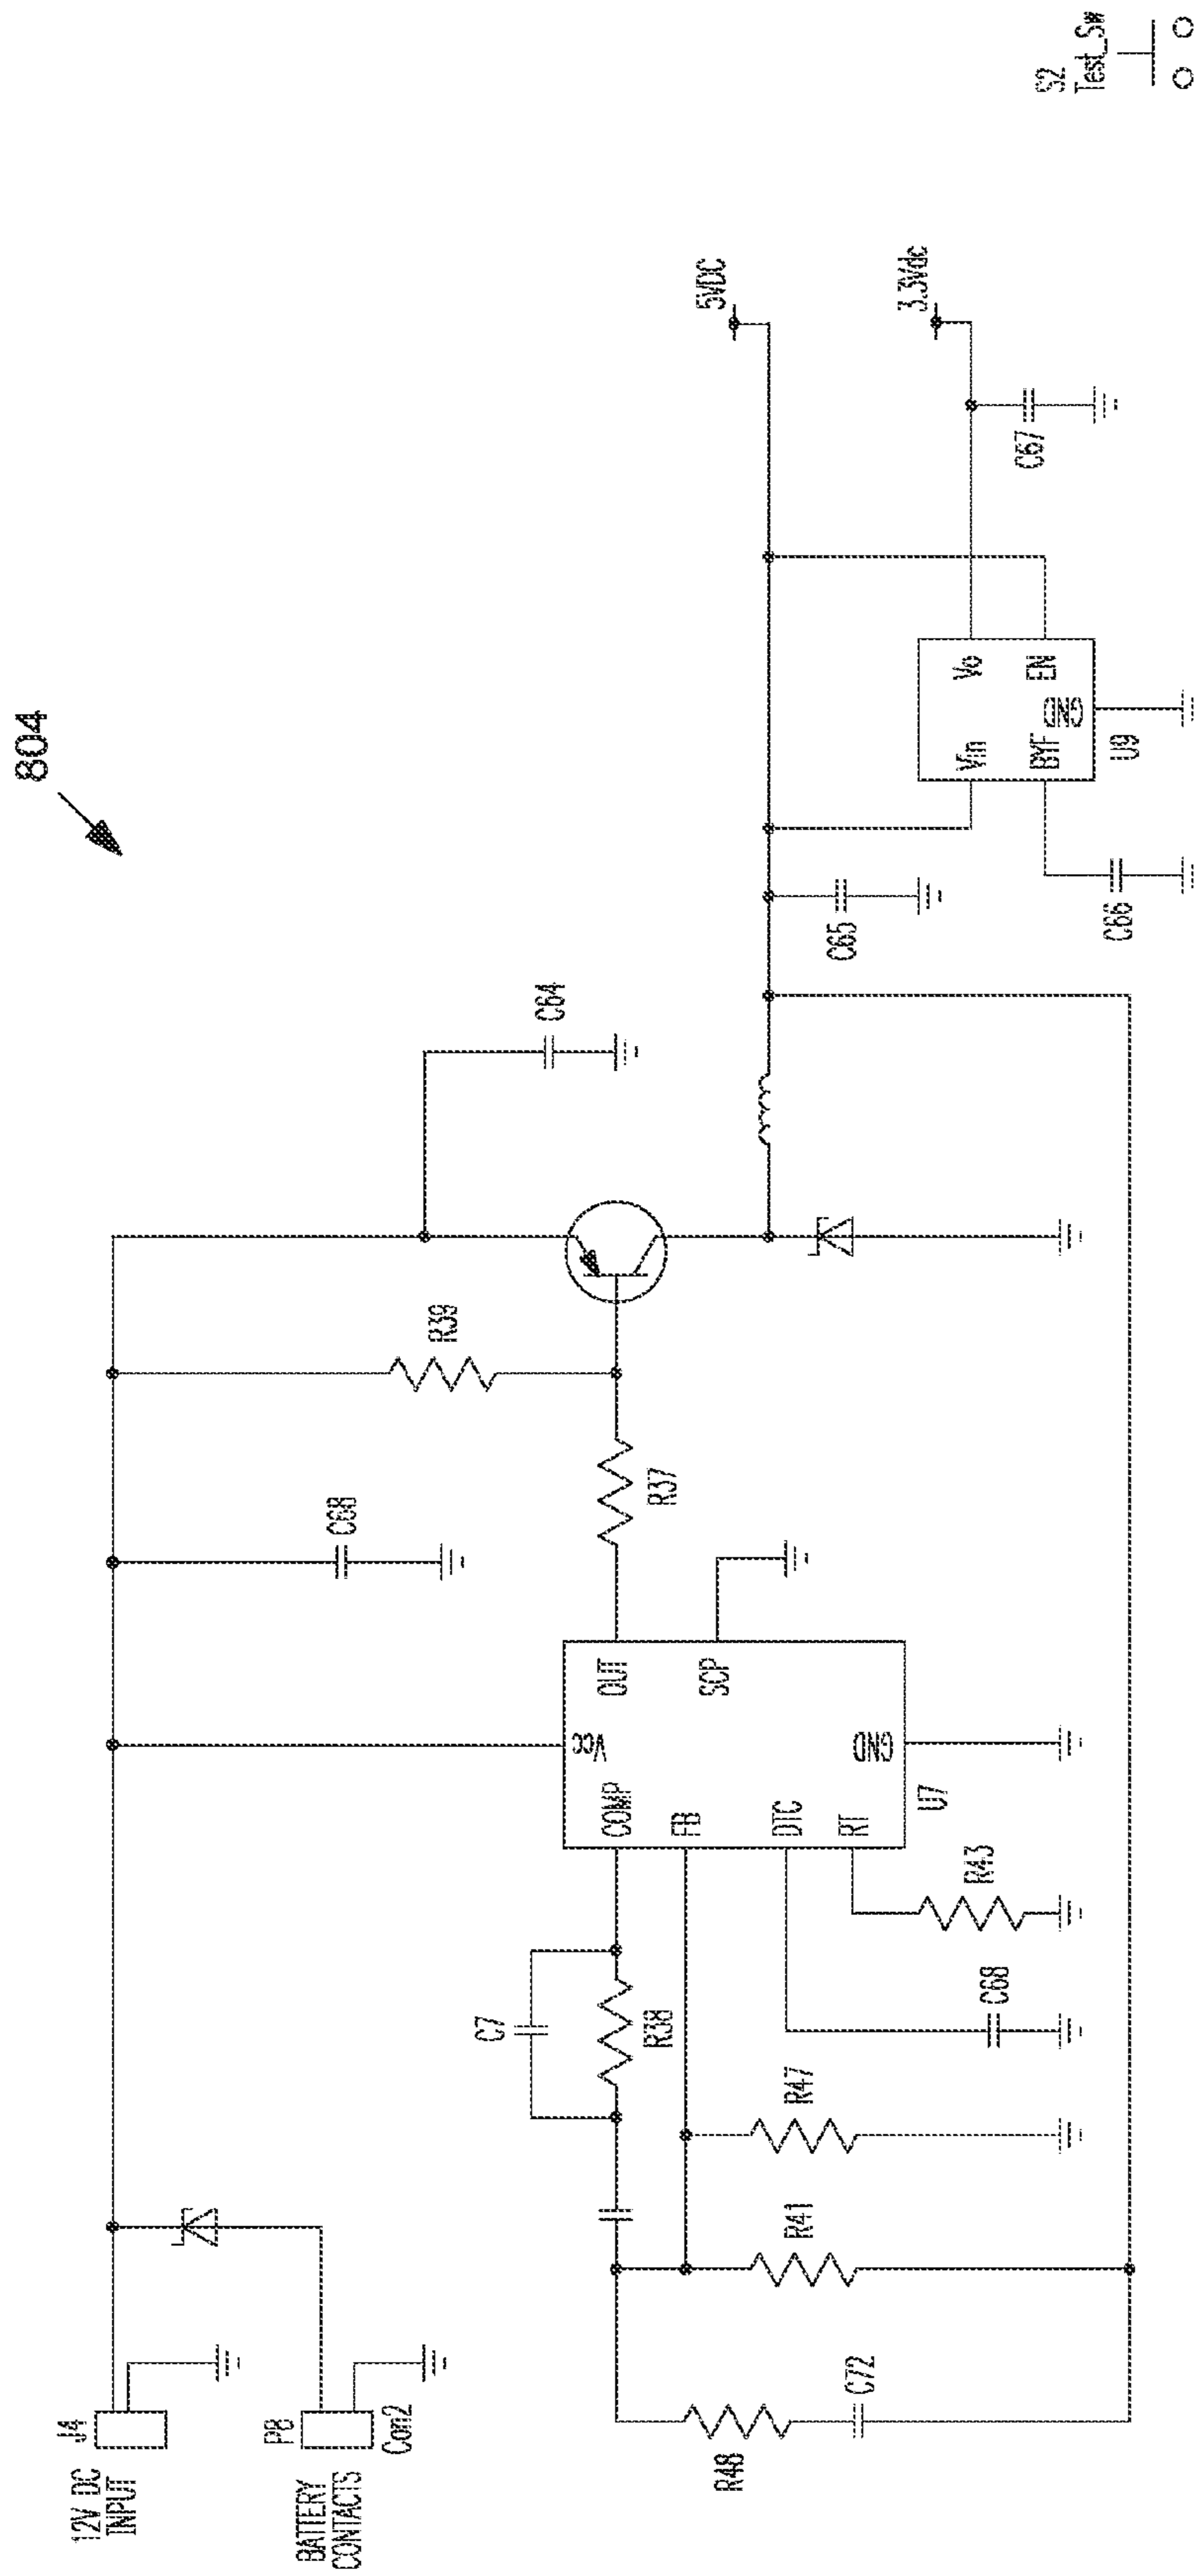 804
J4
12V DC
INPUT
P8
BATTERY
CONTACTS
Con2
C68
R39
C64
Vcc
COMP
OUT
FB
SCP
DTC
RT
GND
U7
C7
R38
R37
R47
R41
R43
C68
R48
C72
5VDC
C65
Vin
Vo
BYF
EN
GND
U9
C66
3.3Vdc
C67
S2
Test_Sw